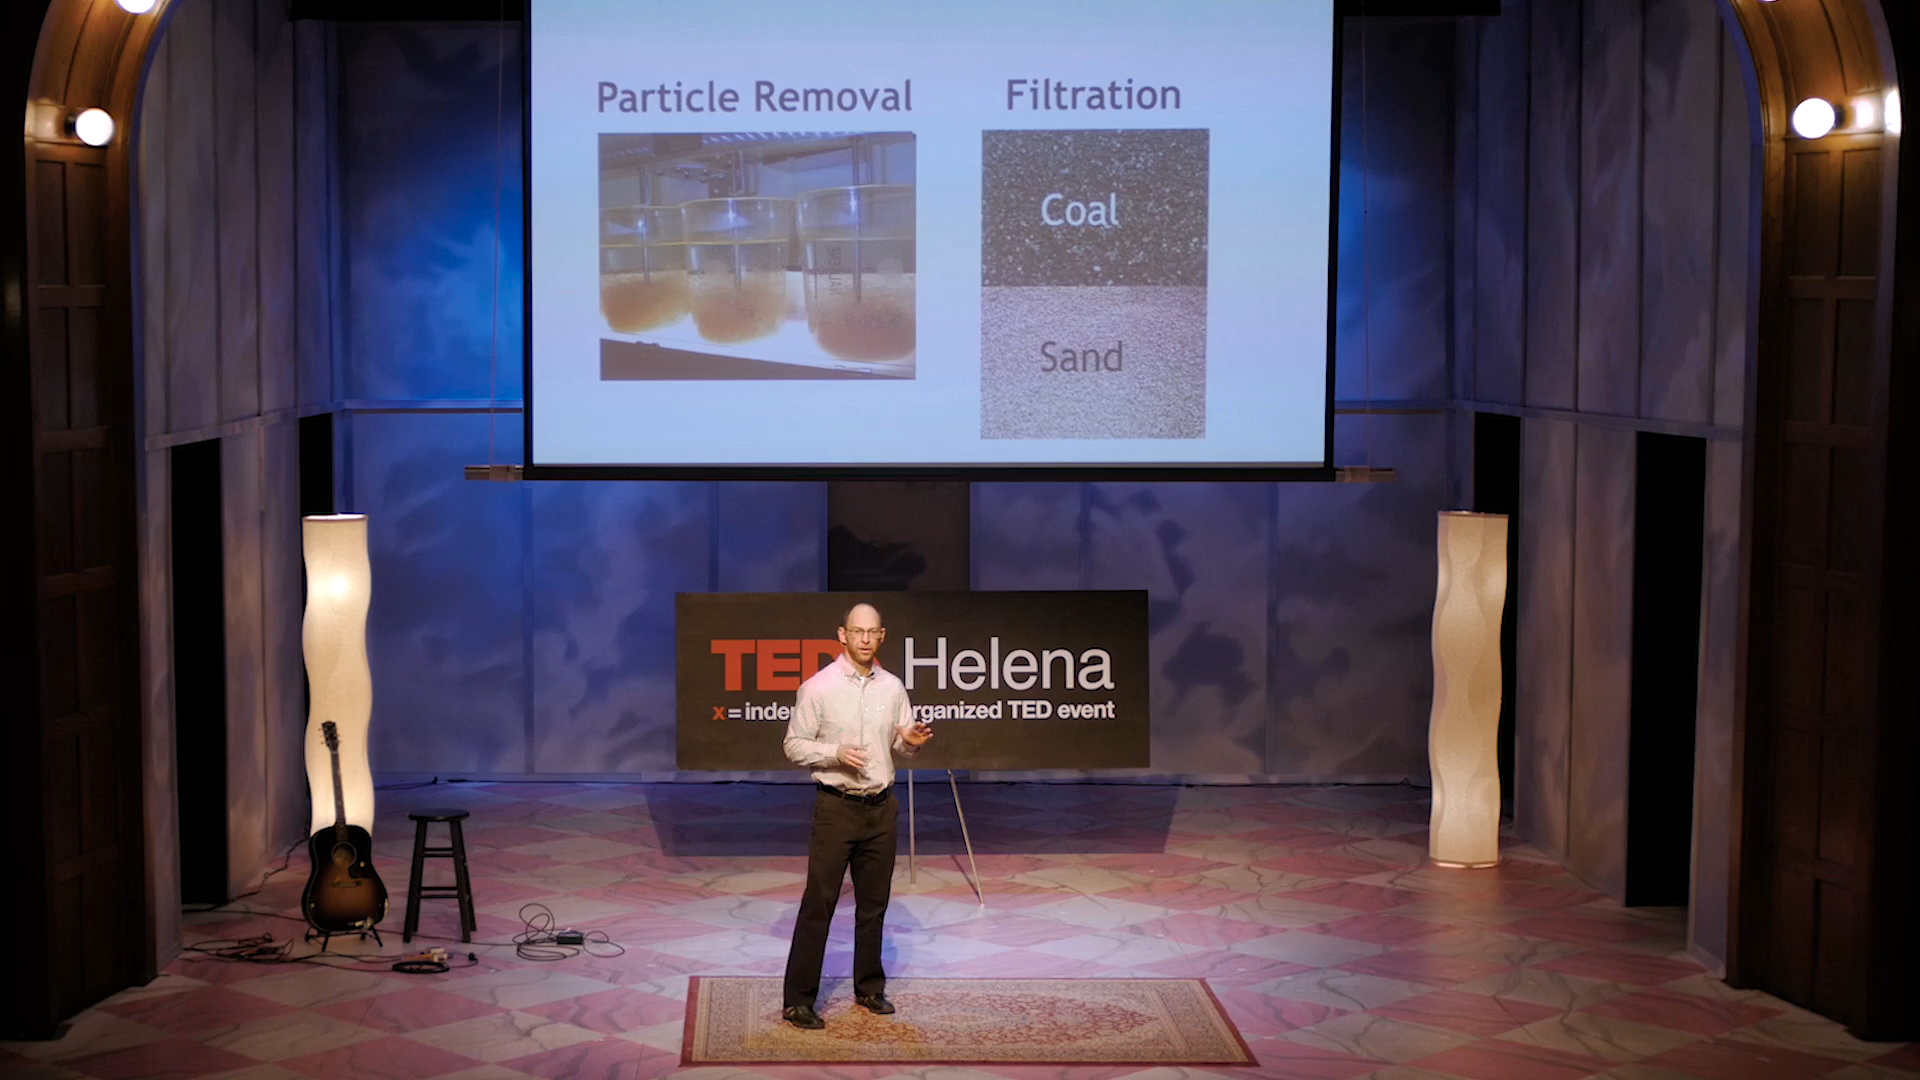 Particle Removal
Filtration
Coal
Sand
TED Helena
x = inde rganized TED event